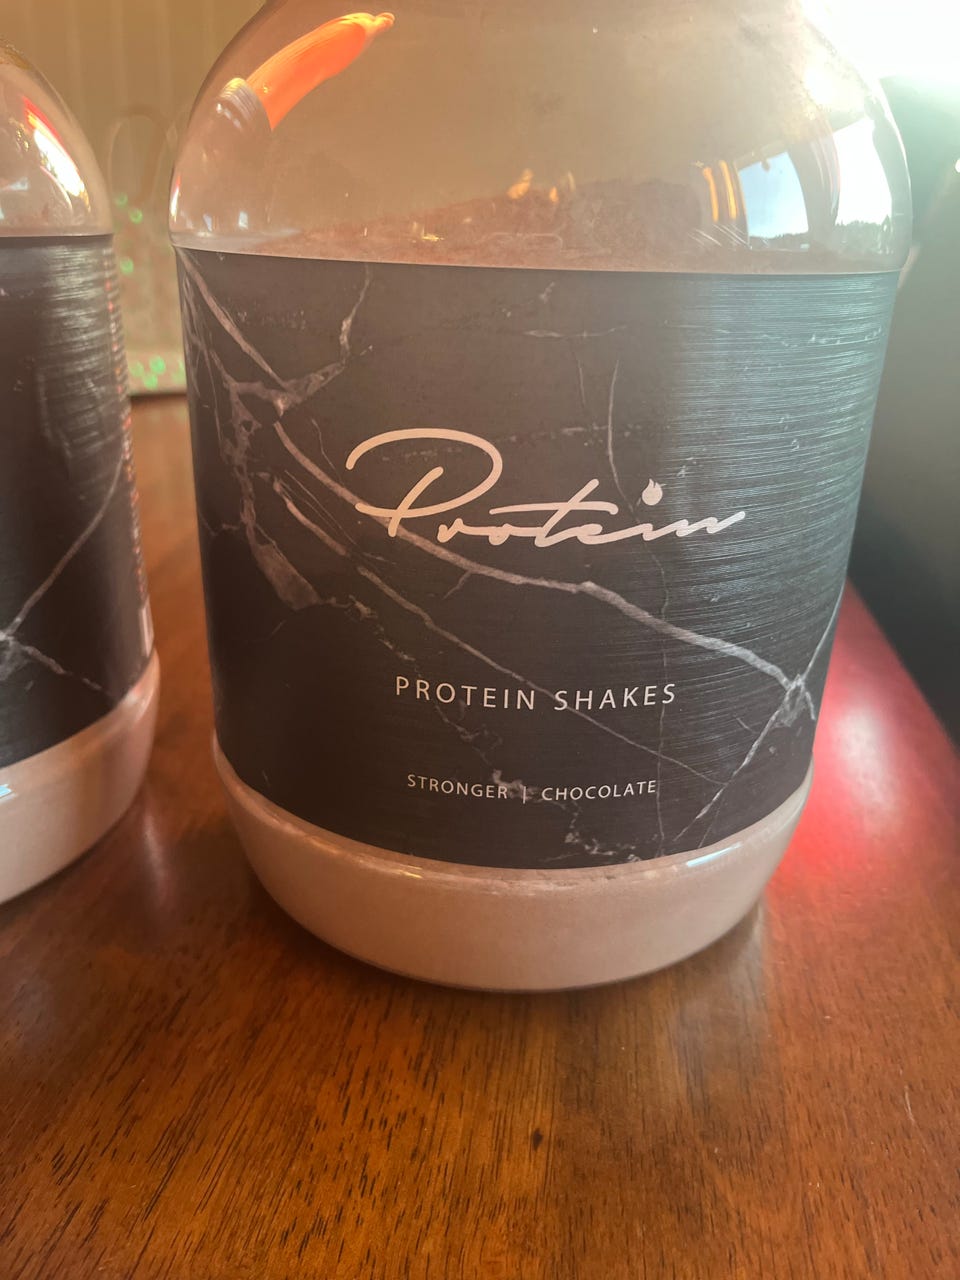 Protein
PROTEIN SHAKES
STRONGER | CHOCOLATE